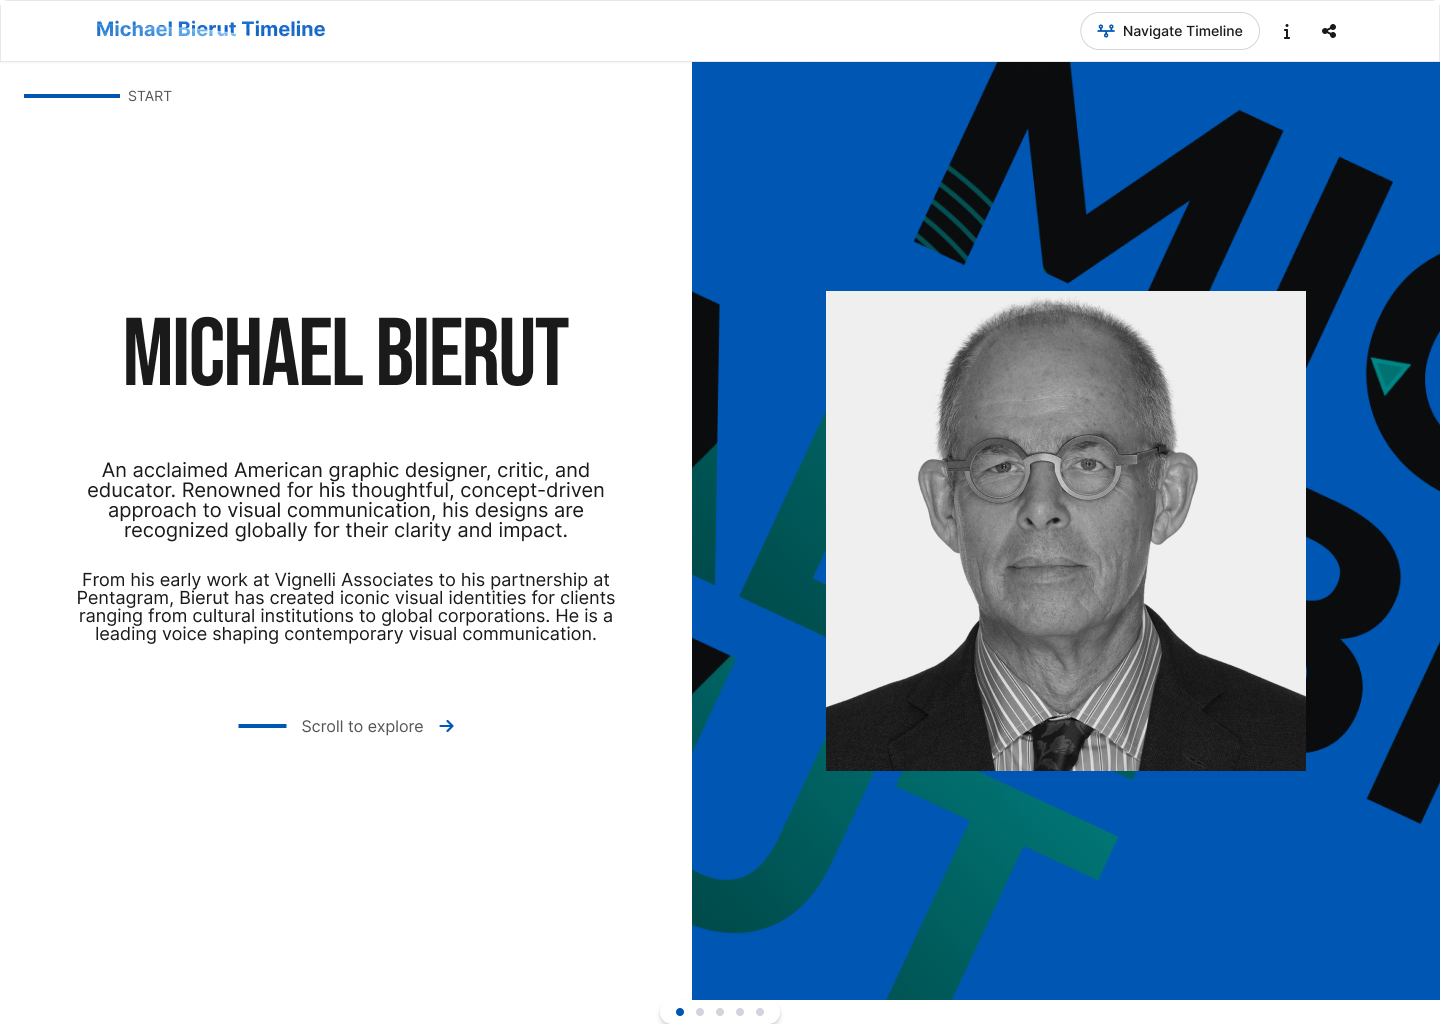 Michael Bierut Timeline
Navigate Timeline
START
MICHAEL BIERUT
An acclaimed American graphic designer, critic, and
educator. Renowned for his thoughtful, concept-driven
approach to visual communication, his designs are
recognized globally for their clarity and impact.
From his early work at Vignelli Associates to his partnership at
Pentagram, Bierut has created iconic visual identities for clients
ranging from cultural institutions to global corporations. He is a
leading voice shaping contemporary visual communication.
Scroll to explore